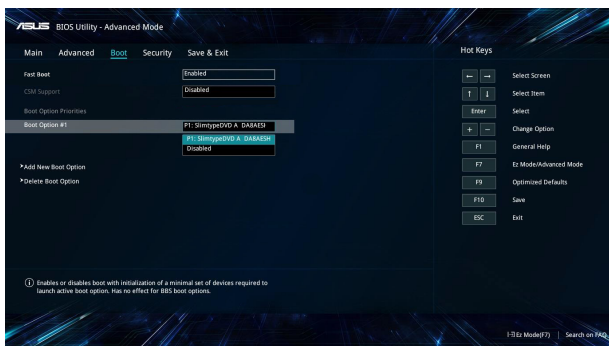 ASUS BIOS Utility - Advanced Mode
Main Advanced Boot Security Save & Exit
Hot Keys
Fast Boot Enabled
CSM Support Disabled
Boot Option Priorities
Boot Option #1 P1: SlimtypeDVD A DA8AESI
P1: SlimtypeDVD A DA8AESH
Disabled
Add New Boot Option
Delete Boot Option
← → Select Screen
↑ ↓ Select Item
Enter Select
+ − Change Option
F1 General Help
F7 Ez Mode/Advanced Mode
F9 Optimized Defaults
F10 Save
ESC Exit
Enables or disables boot with initialization of a minimal set of devices required to
launch active boot option. Has no effect for BBS boot options.
Ez Mode(F7) | Search on FAQ